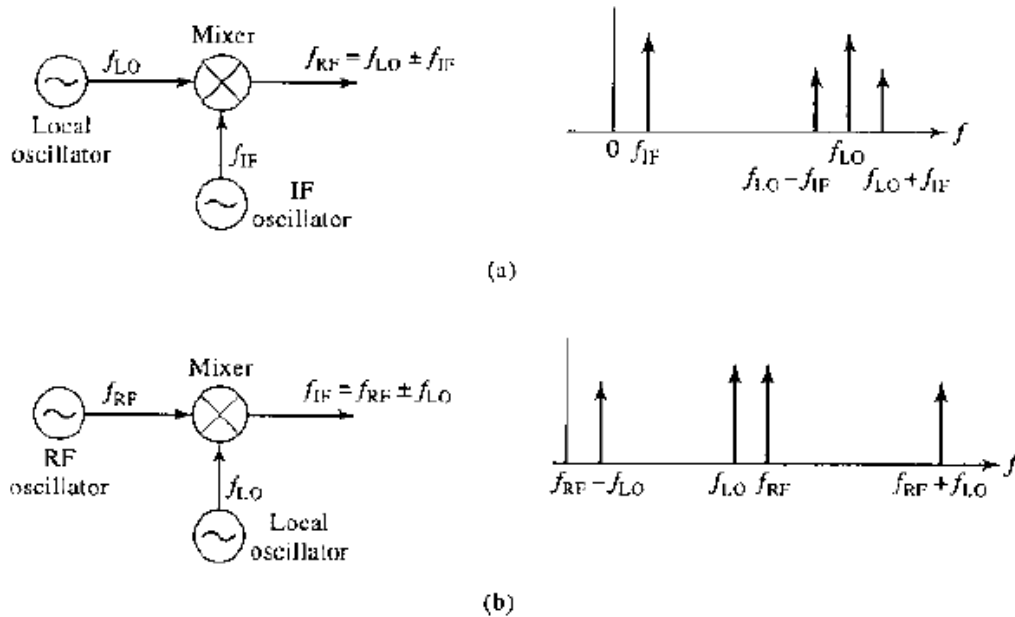 Mixer
f_LO
f_RF = f_LO ± f_IF
Local
oscillator
f_IF
IF
oscillator
0 f_IF f_LO f
f_LO − f_IF f_LO + f_IF
(a)
Mixer
f_RF
f_IF = f_RF ± f_LO
RF
oscillator
f_LO
Local
oscillator
f
f_RF − f_LO f_LO f_RF f_RF + f_LO
(b)